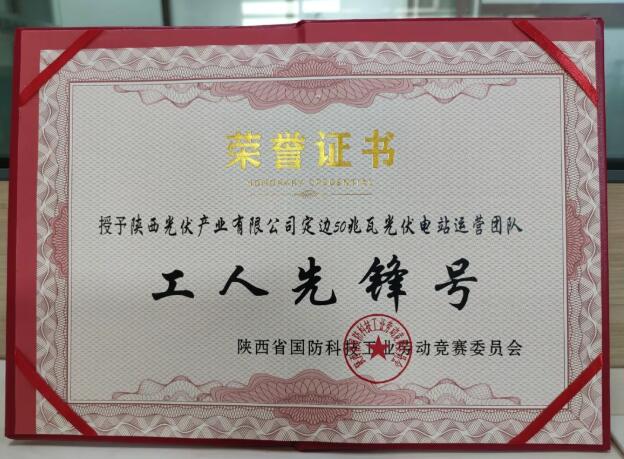 荣誉证书
HONORARY CREDENTIAL
授予陕西光伏产业有限公司定边50兆瓦光伏电站运营团队
工人先锋号
陕西省国防科技工业劳动竞赛委员会